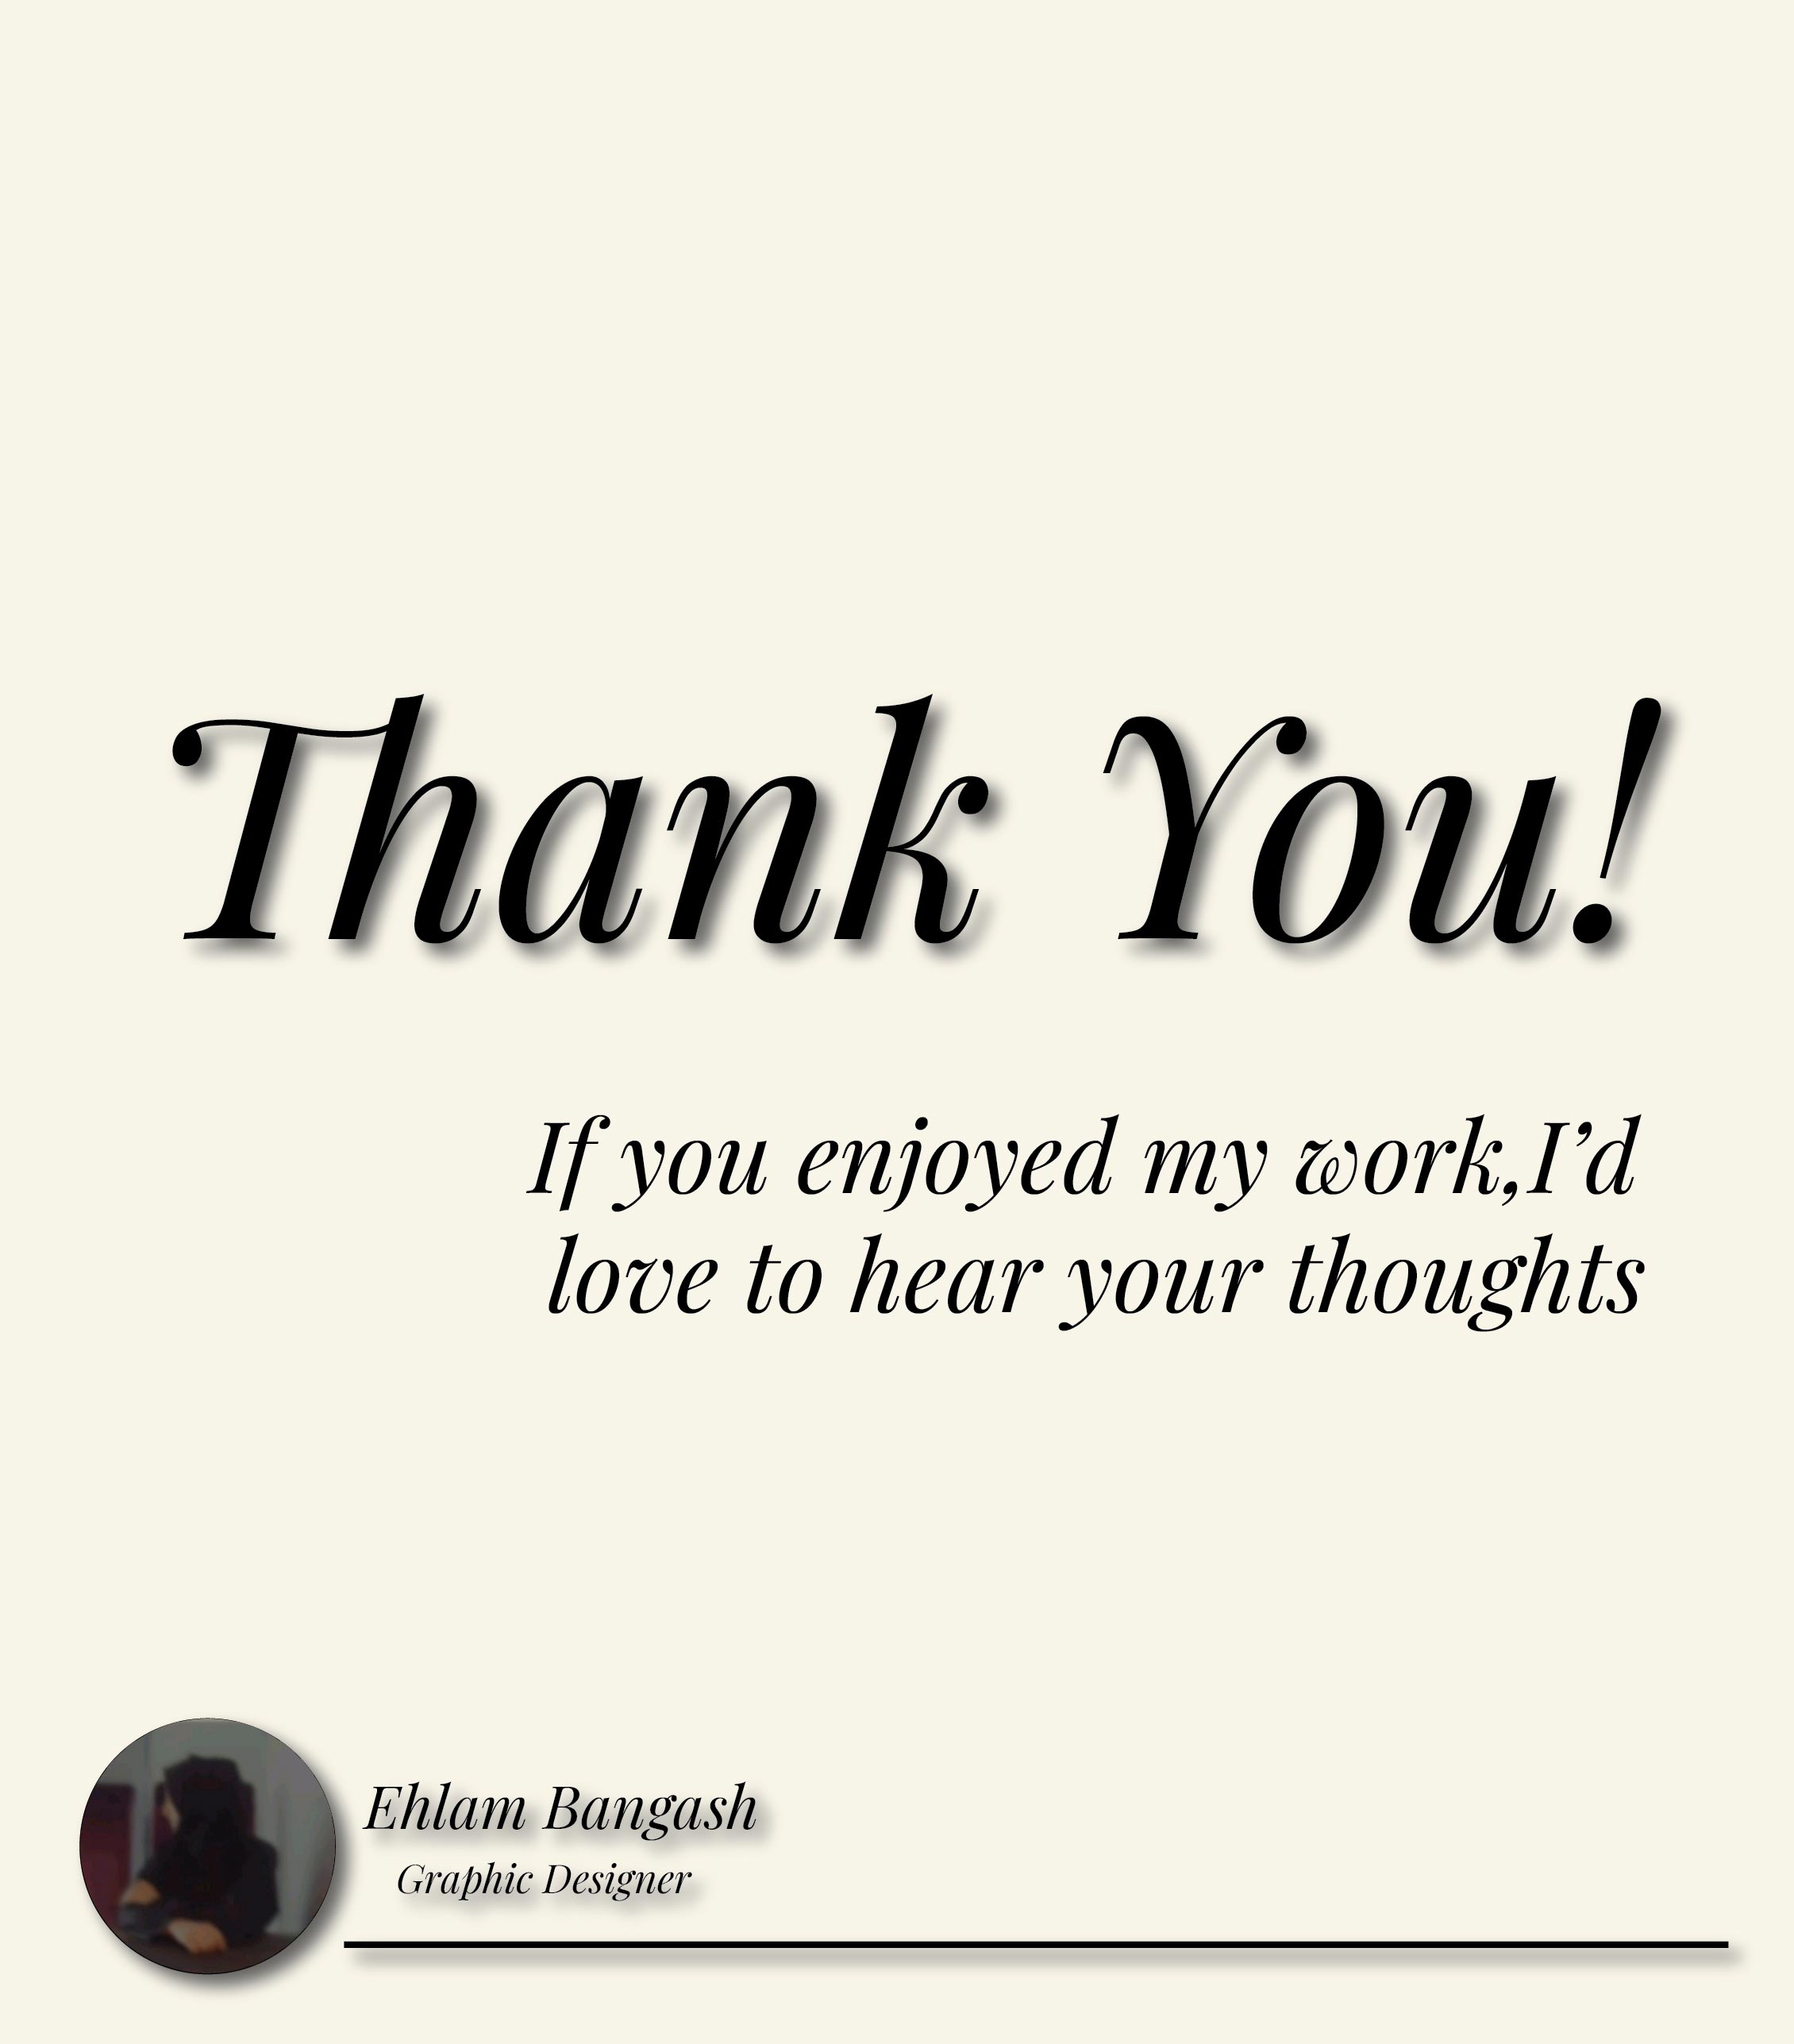 Thank You!
If you enjoyed my work,I’d
love to hear your thoughts
Ehlam Bangash
Graphic Designer